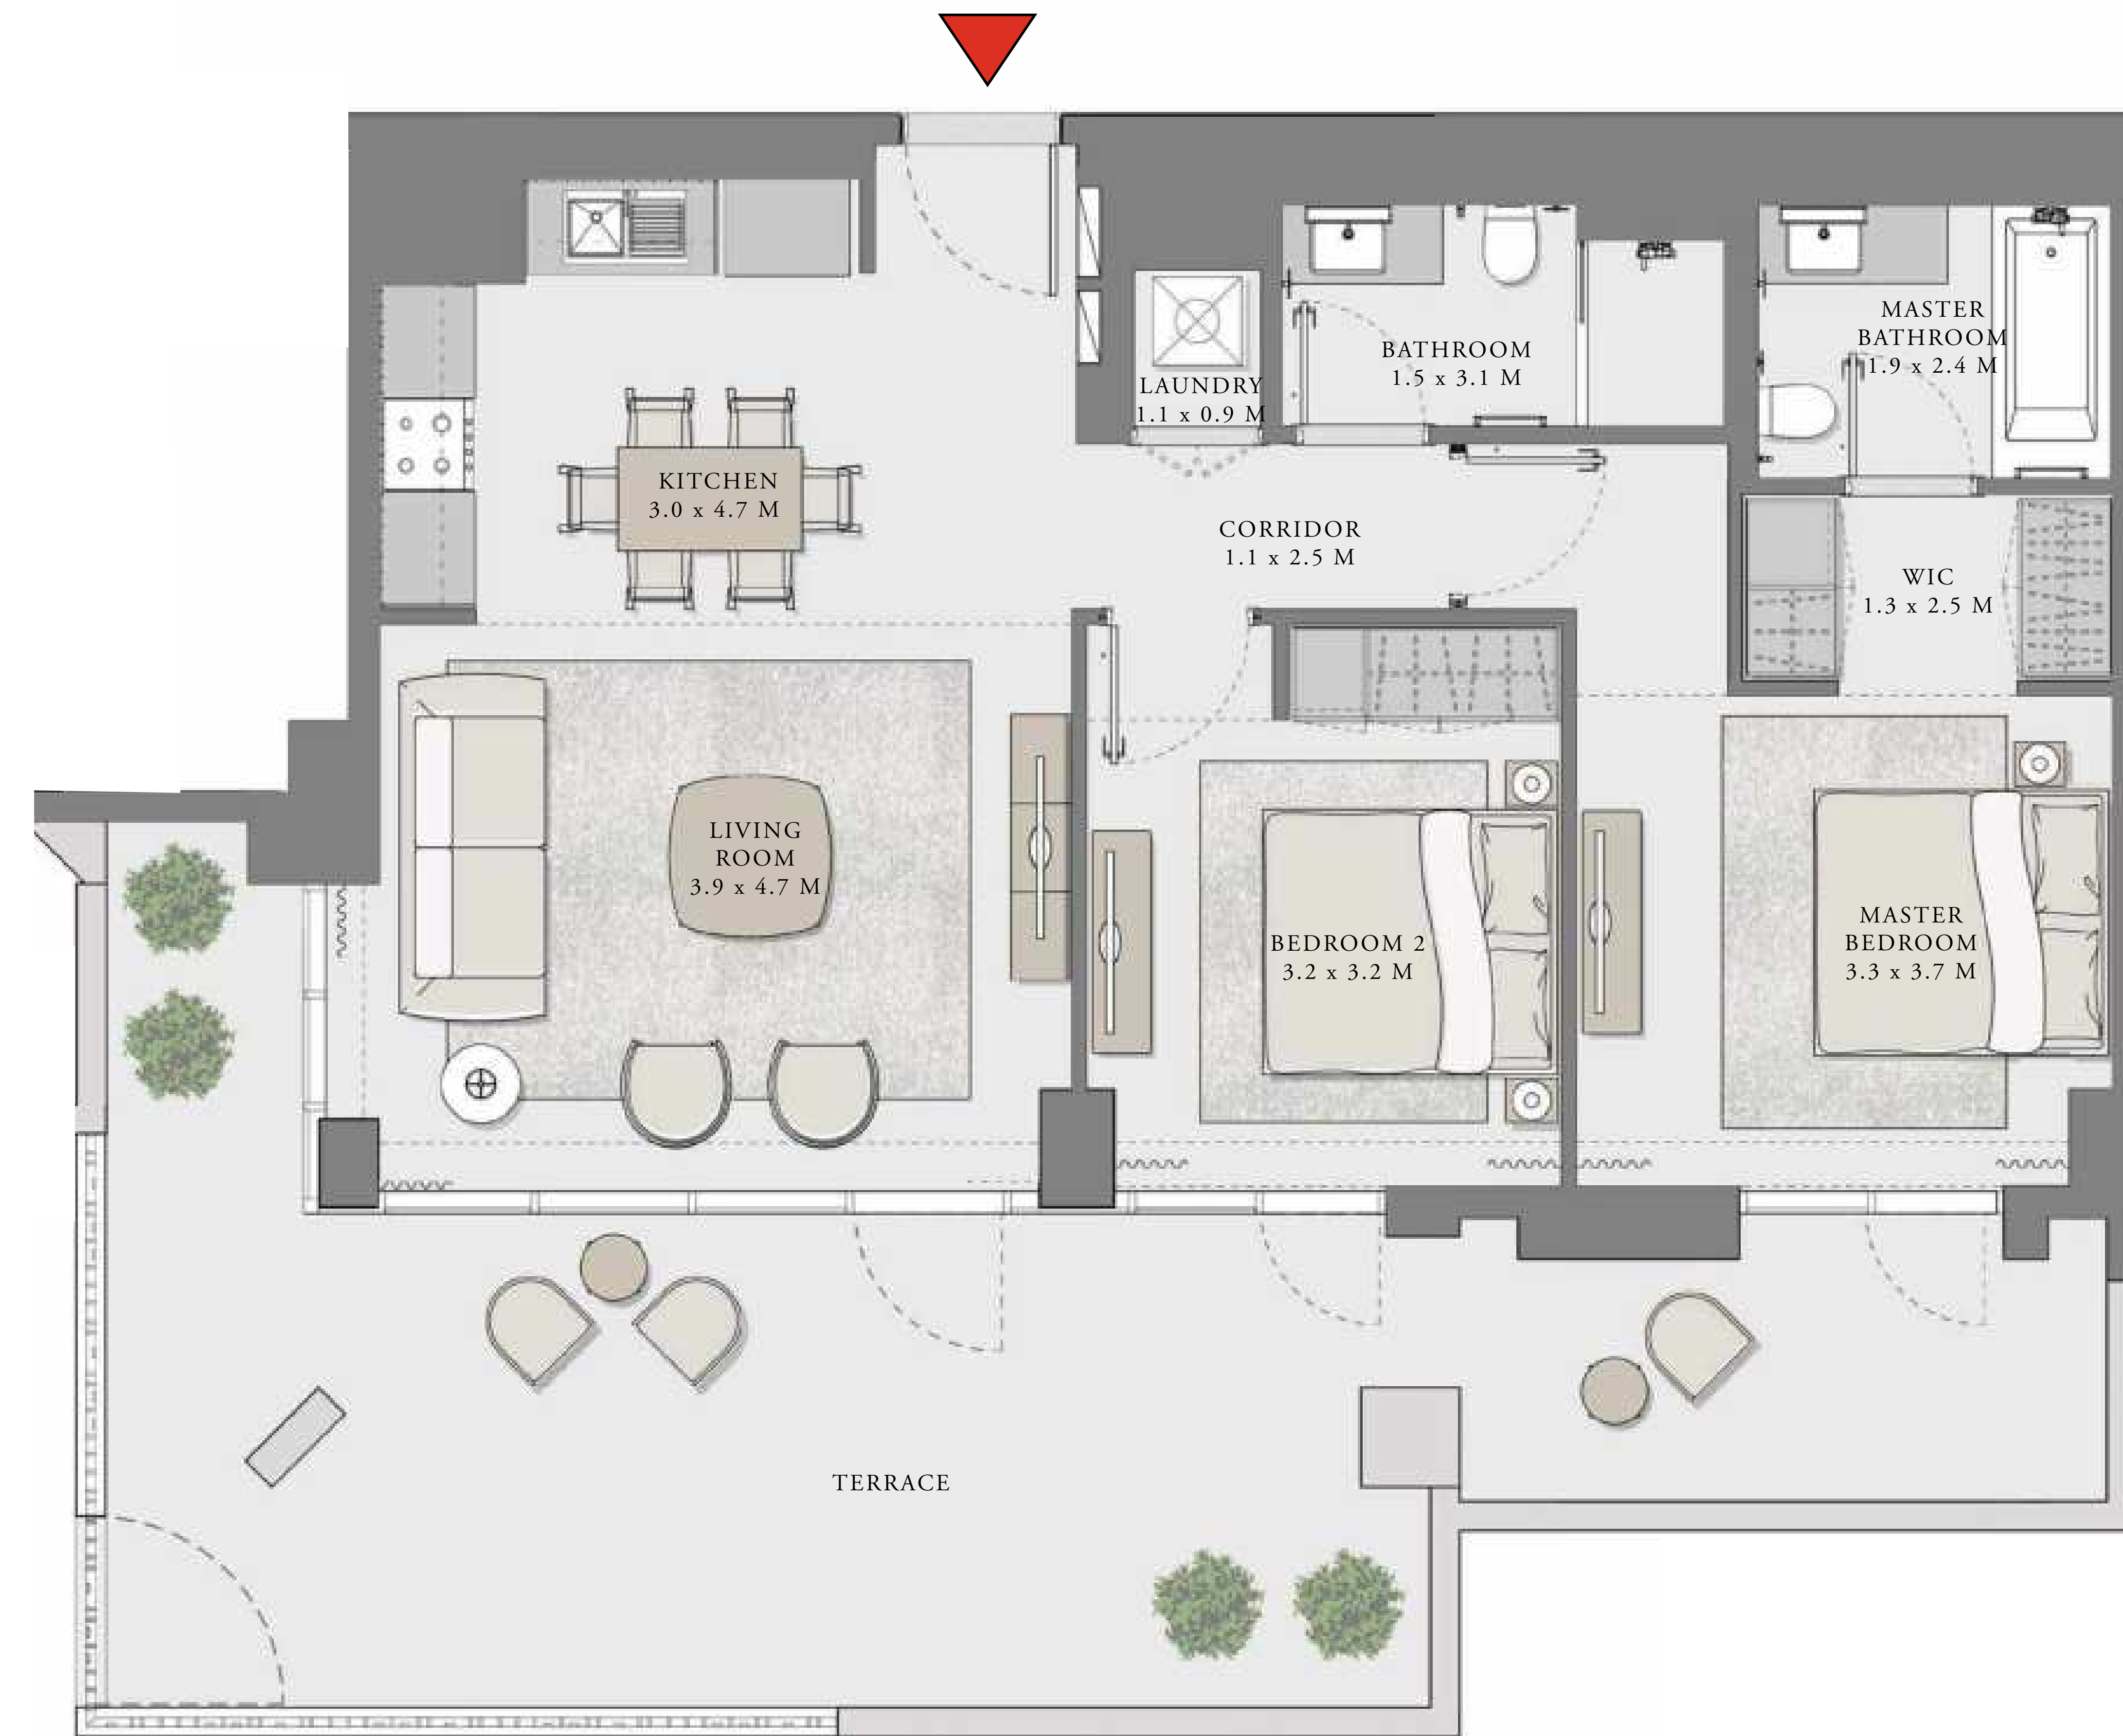 MASTER
BATHROOM
1.9 x 2.4 M
BATHROOM
1.5 x 3.1 M
LAUNDRY
1.1 x 0.9 M
KITCHEN
3.0 x 4.7 M
CORRIDOR
1.1 x 2.5 M
WIC
1.3 x 2.5 M
LIVING
ROOM
3.9 x 4.7 M
BEDROOM 2
3.2 x 3.2 M
MASTER
BEDROOM
3.3 x 3.7 M
TERRACE